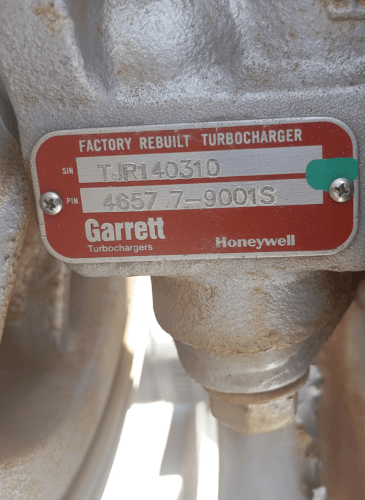 FACTORY REBUILT TURBOCHARGER
S/N TJR140310
P/N 4657 7-9001S
Garrett Honeywell
Turbochargers